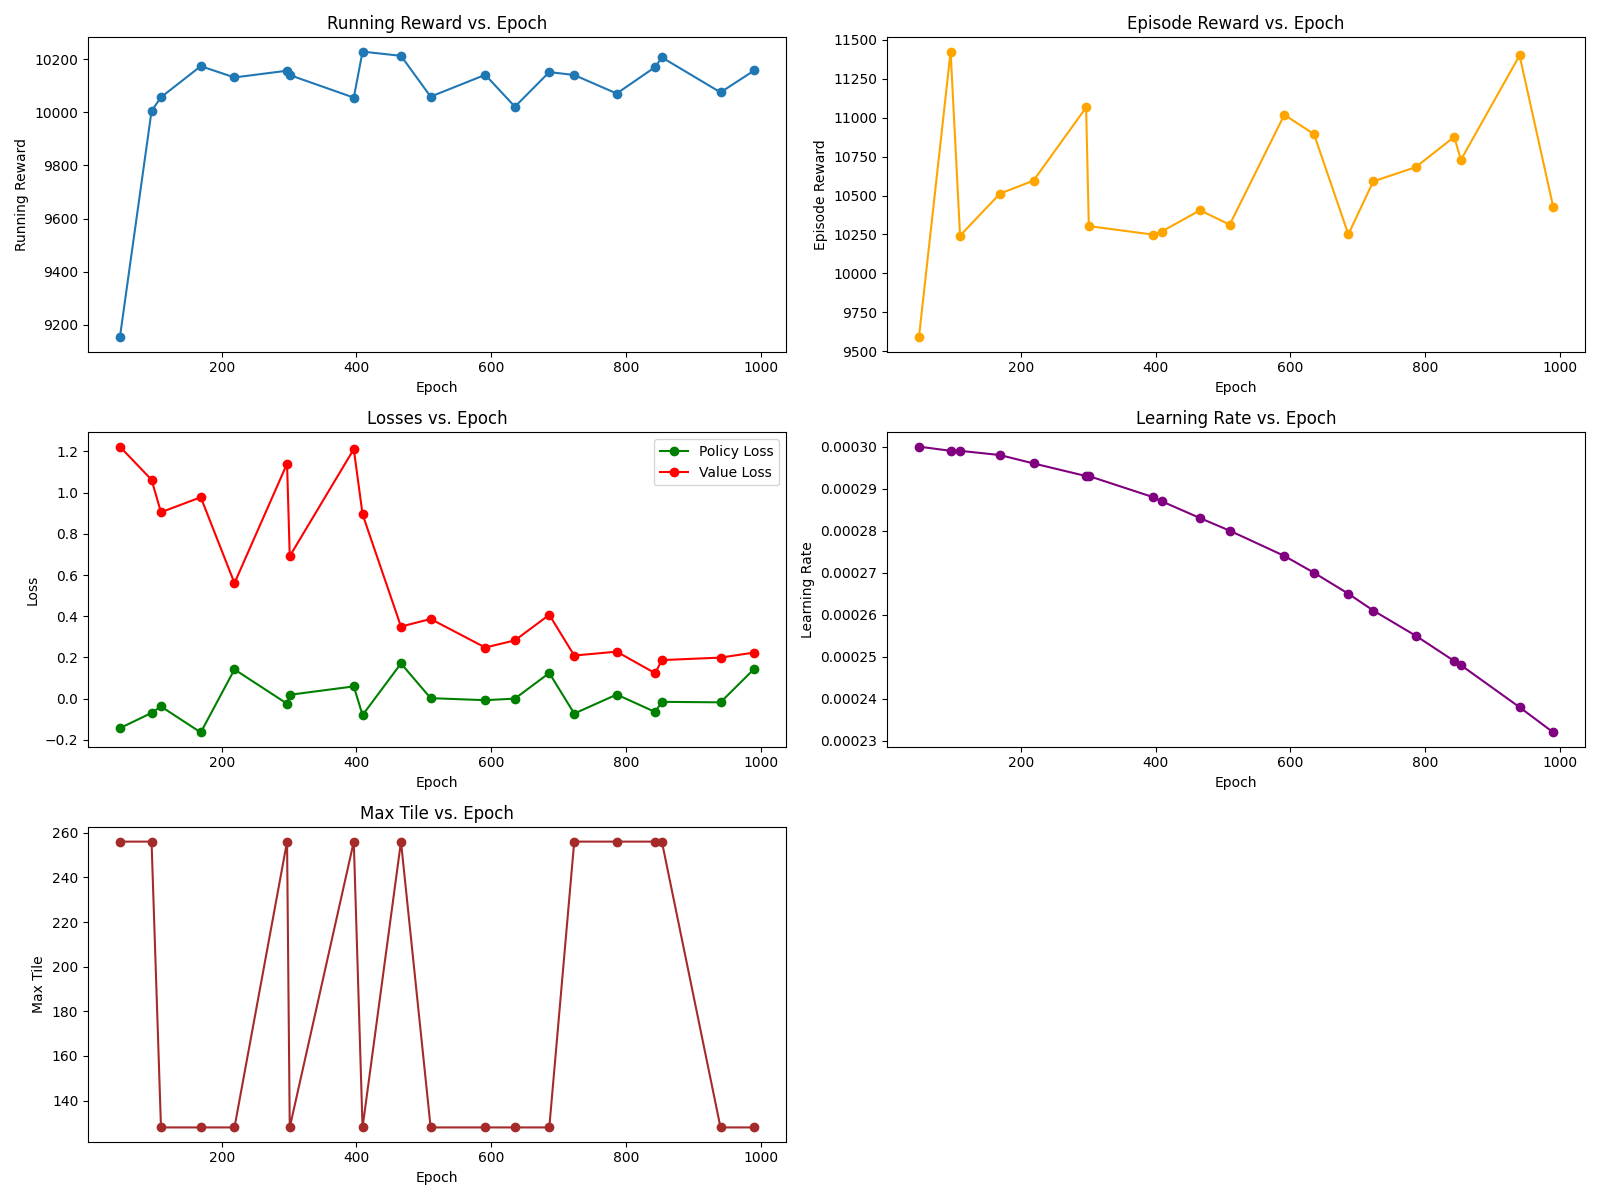 Running Reward vs. Epoch
Running Reward
10200
10000
9800
9600
9400
9200
200 400 600 800 1000
Epoch
Episode Reward vs. Epoch
Episode Reward
11500
11250
11000
10750
10500
10250
10000
9750
9500
200 400 600 800 1000
Epoch
Losses vs. Epoch
Loss
1.2
1.0
0.8
0.6
0.4
0.2
0.0
−0.2
Policy Loss
Value Loss
200 400 600 800 1000
Epoch
Learning Rate vs. Epoch
Learning Rate
0.00030
0.00029
0.00028
0.00027
0.00026
0.00025
0.00024
0.00023
200 400 600 800 1000
Epoch
Max Tile vs. Epoch
Max Tile
260
240
220
200
180
160
140
200 400 600 800 1000
Epoch